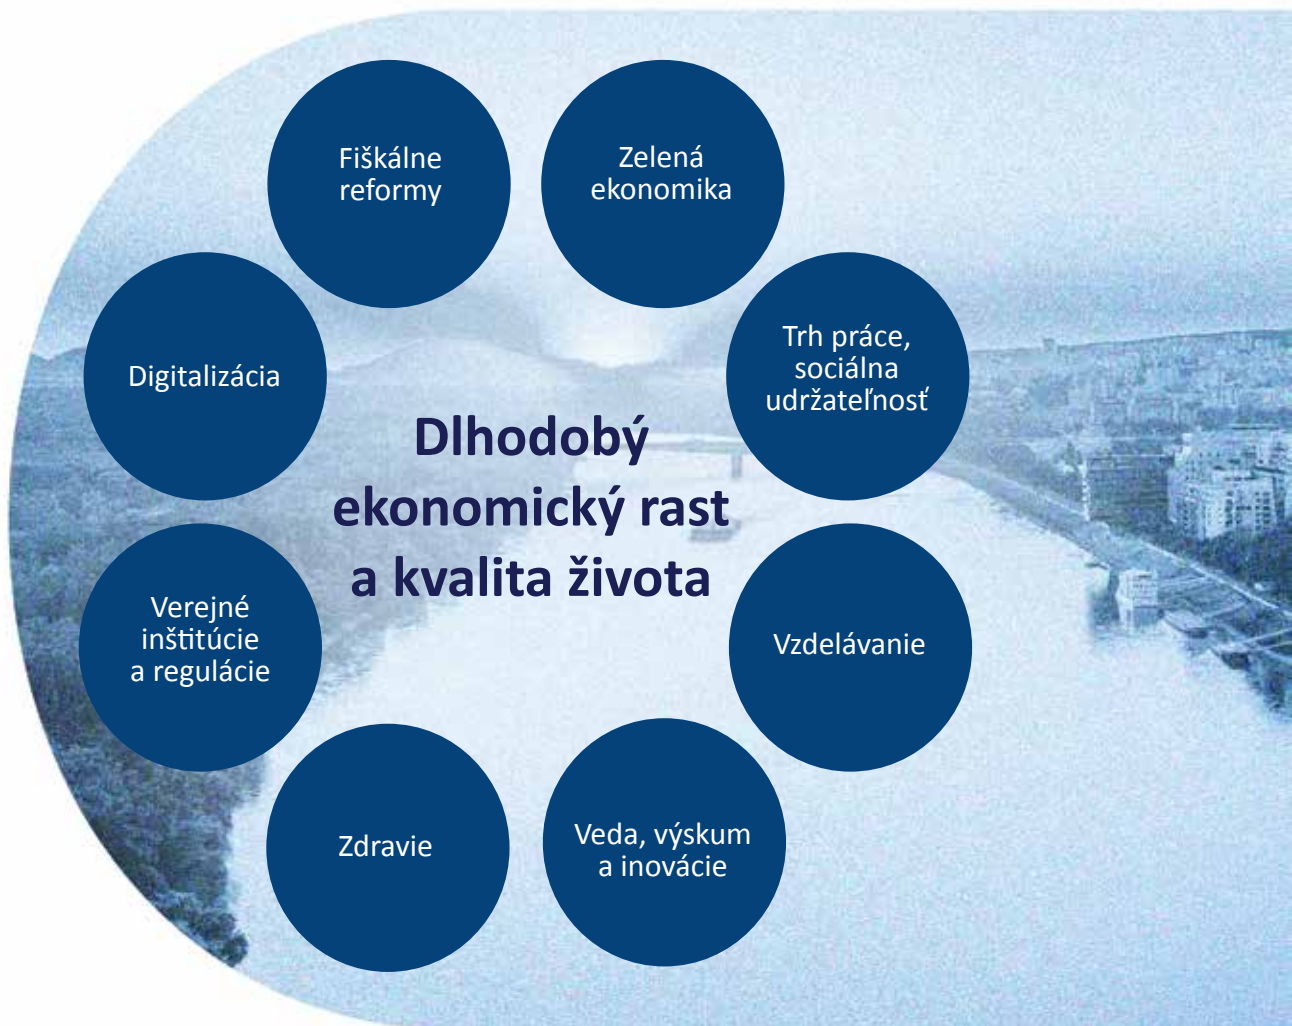 Fiškálne
reformy
Zelená
ekonomika
Digitalizácia
Trh práce,
sociálna
udržateľnosť
Dlhodobý
ekonomický rast
a kvalita života
Verejné
inštitúcie
a regulácie
Vzdelávanie
Zdravie
Veda, výskum
a inovácie